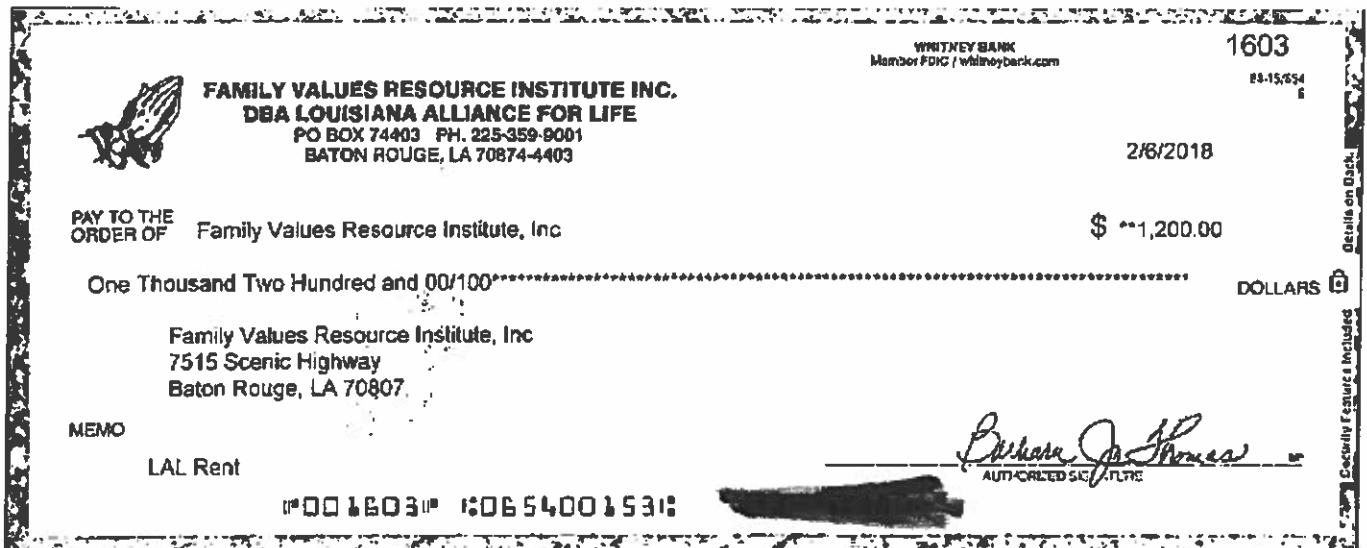 WHITNEY BANK
Member FDIC / whitneybank.com
1603
FAMILY VALUES RESOURCE INSTITUTE INC.
DBA LOUISIANA ALLIANCE FOR LIFE
PO BOX 74403 PH. 225-359-9001
BATON ROUGE, LA 70874-4403
2/6/2018
PAY TO THE
ORDER OF Family Values Resource Institute, Inc $ **1,200.00
One Thousand Two Hundred and 00/100**************************************** DOLLARS
Family Values Resource Institute, Inc
7515 Scenic Highway
Baton Rouge, LA 70807
MEMO
LAL Rent
Barbara Thomas
AUTHORIZED SIGNATURE
MP
⑈001603⑈ ⑆065400153⑆
Security Features Included Details on Back.